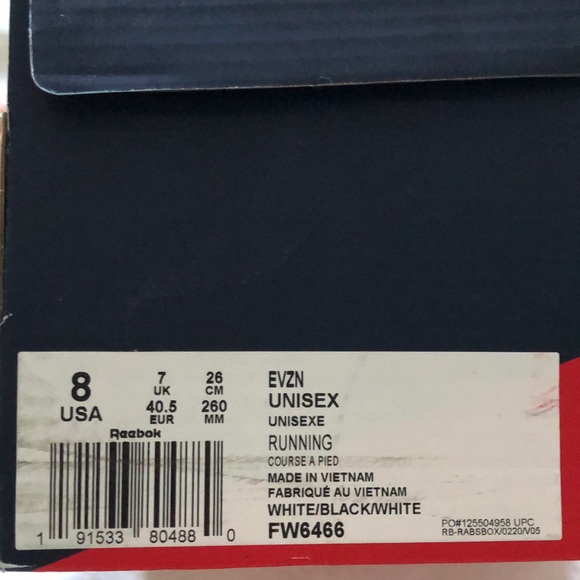 8 7 26
USA UK CM
40.5 260
EUR MM
Reebok
1 91533 80488 0
EVZN
UNISEX
UNISEXE
RUNNING
COURSE A PIED
MADE IN VIETNAM
FABRIQUÉ AU VIETNAM
WHITE/BLACK/WHITE
FW6466
PO#125504958 UPC
RB-RABSBOX/0220/V05